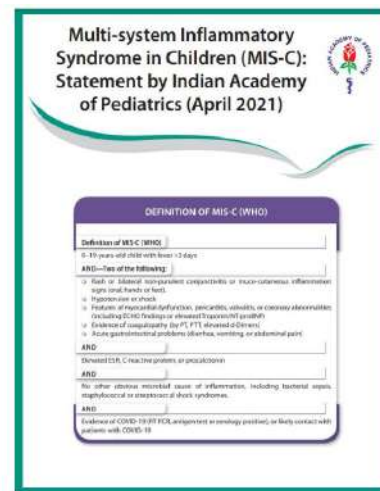 Multi-system Inflammatory
Syndrome in Children (MIS-C):
Statement by Indian Academy
of Pediatrics (April 2021)
INDIAN ACADEMY OF PEDIATRICS
DEFINITION OF MIS-C (WHO)
Definition of MIS-C (WHO)
0–19 years old child with fever >3 days
AND—Two of the following:
Rash or bilateral non-purulent conjunctivitis or muco-cutaneous inflammation
signs (oral, hands or feet).
Hypotension or shock
Features of myocardial dysfunction, pericarditis, valvulitis, or coronary abnormalities
(including ECHO findings or elevated Troponin/NT-proBNP)
Evidence of coagulopathy (by PT, PTT, elevated d-Dimers)
Acute gastrointestinal problems (diarrhea, vomiting, or abdominal pain)
AND
Elevated ESR, C-reactive protein, or procalcitonin
AND
No other obvious microbial cause of inflammation, including bacterial sepsis,
staphylococcal or streptococcal shock syndromes.
AND
Evidence of COVID-19 (RT PCR, antigen test or serology positive), or likely contact with
patients with COVID-19